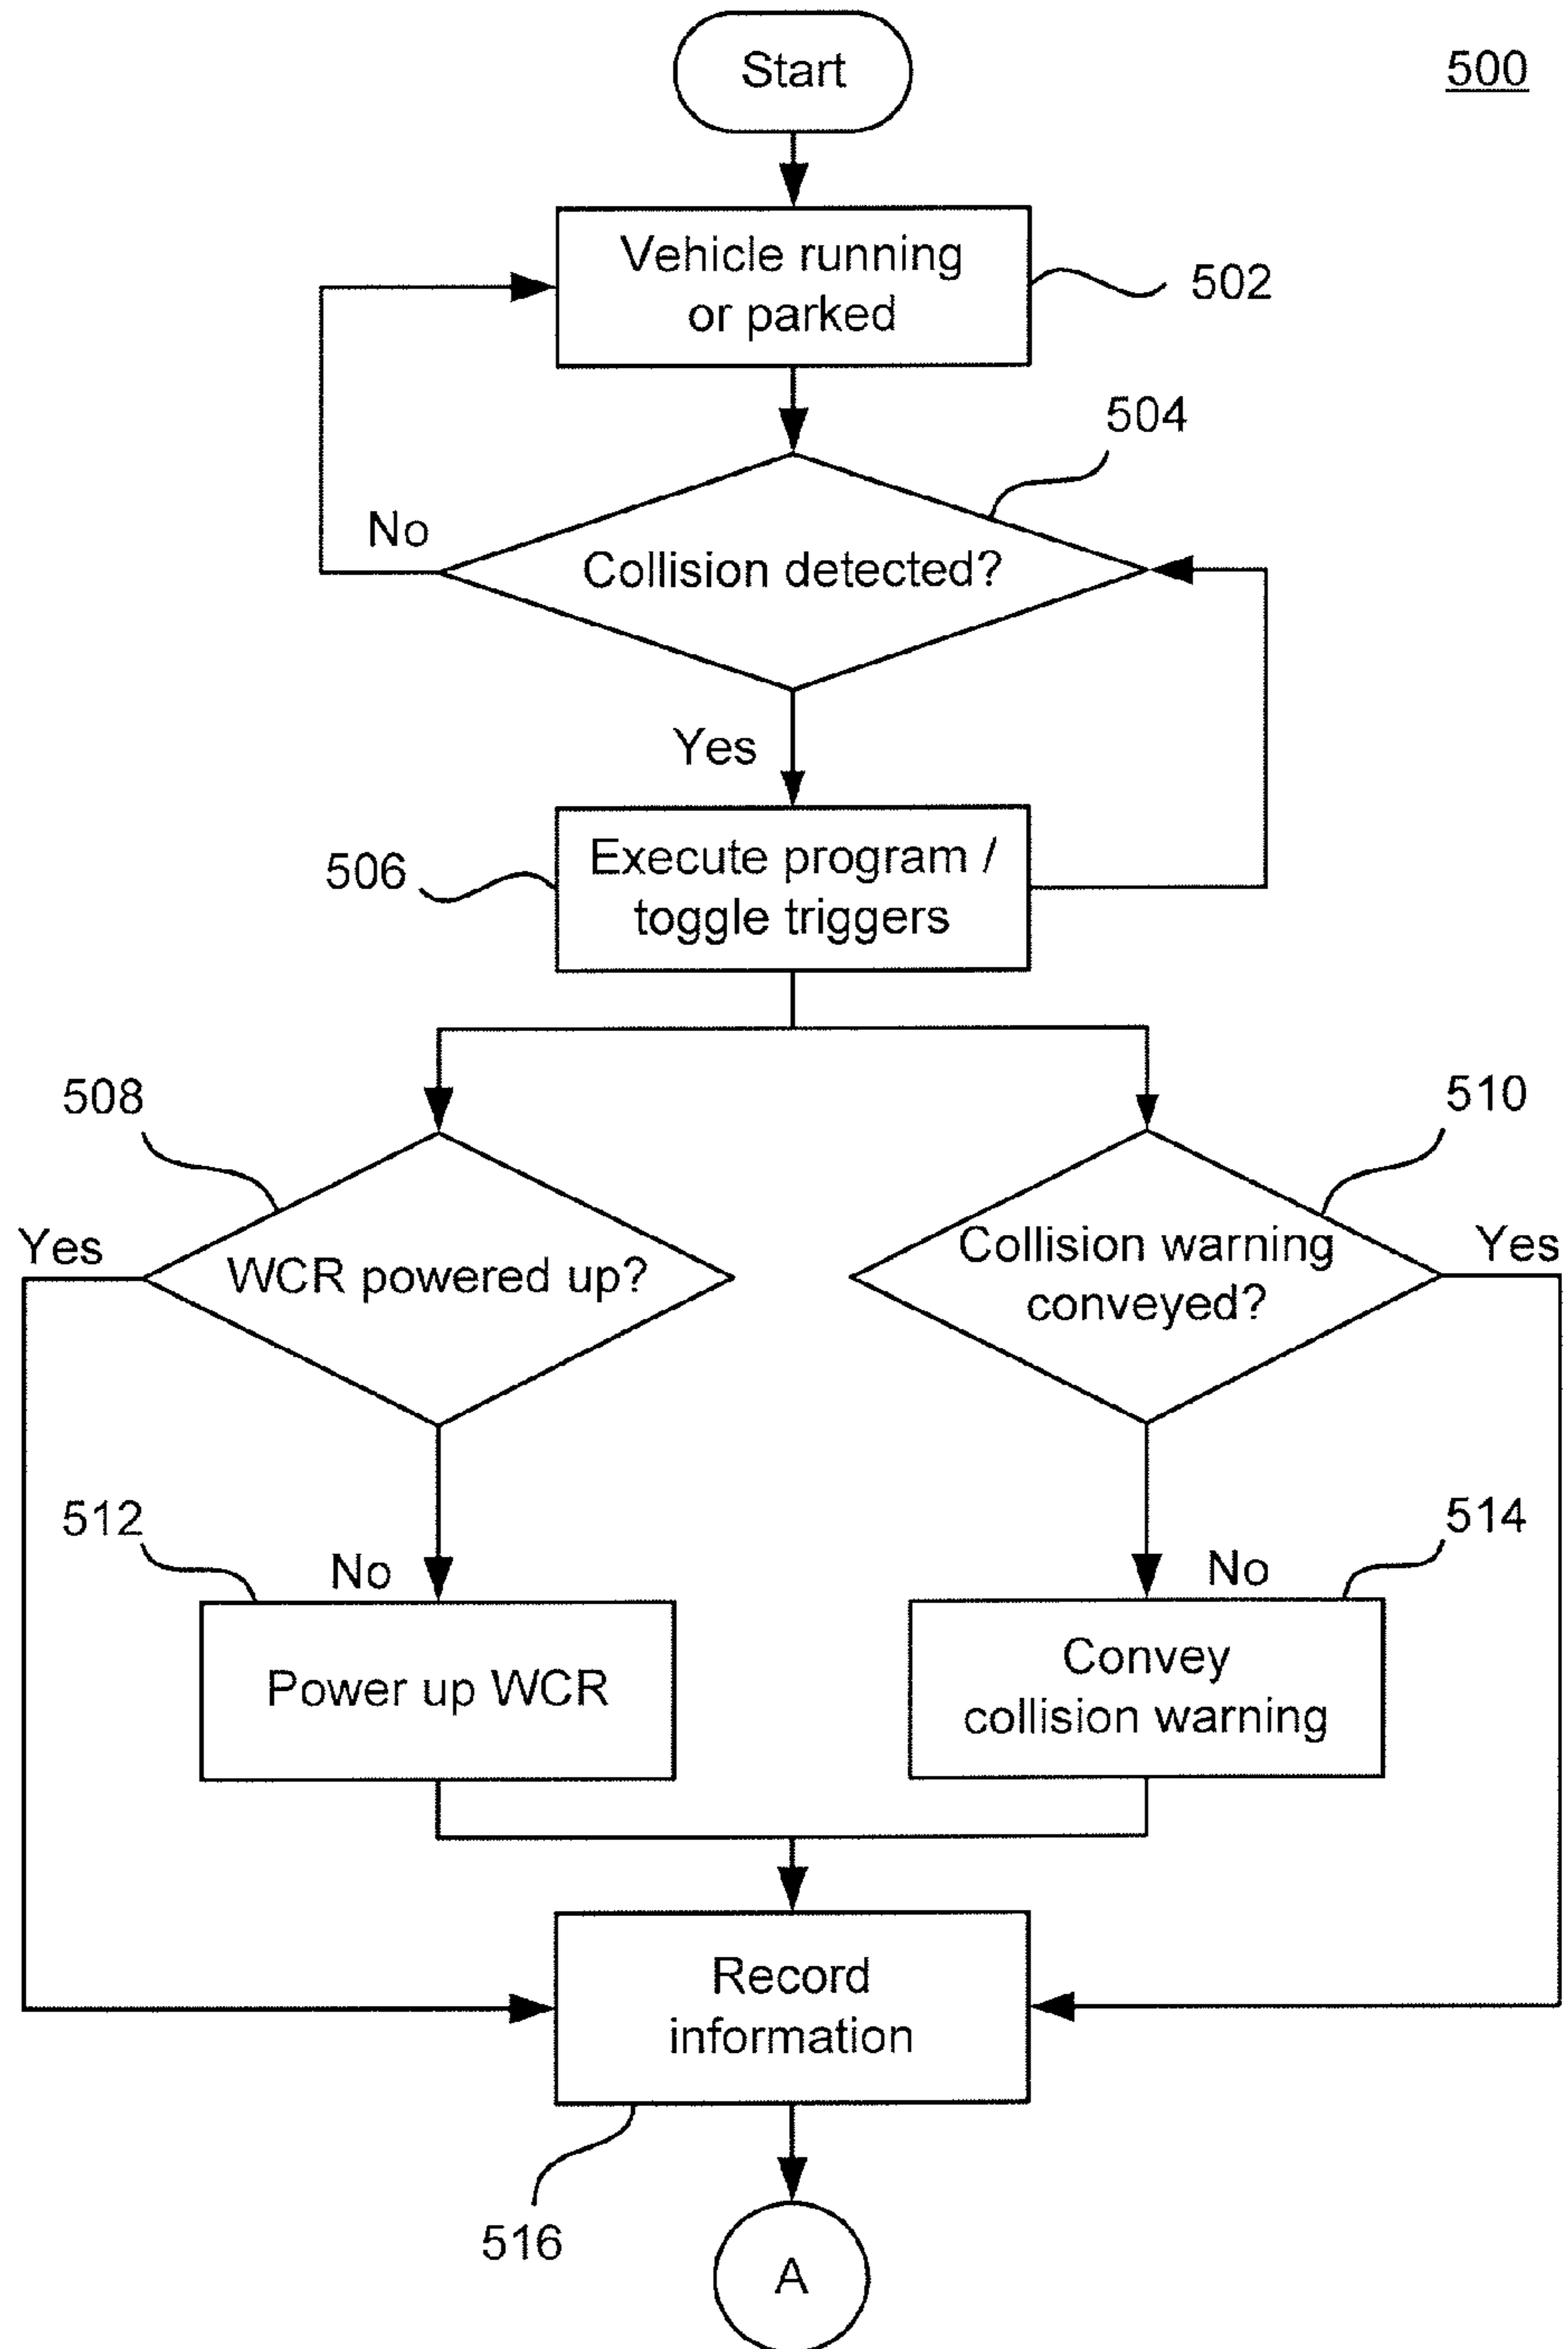 Start
500
Vehicle running
or parked
502
504
No
Collision detected?
Yes
506
Execute program /
toggle triggers
508
510
Yes
WCR powered up?
Collision warning
conveyed?
Yes
512
No
514
No
Power up WCR
Convey
collision warning
Record
information
516
A